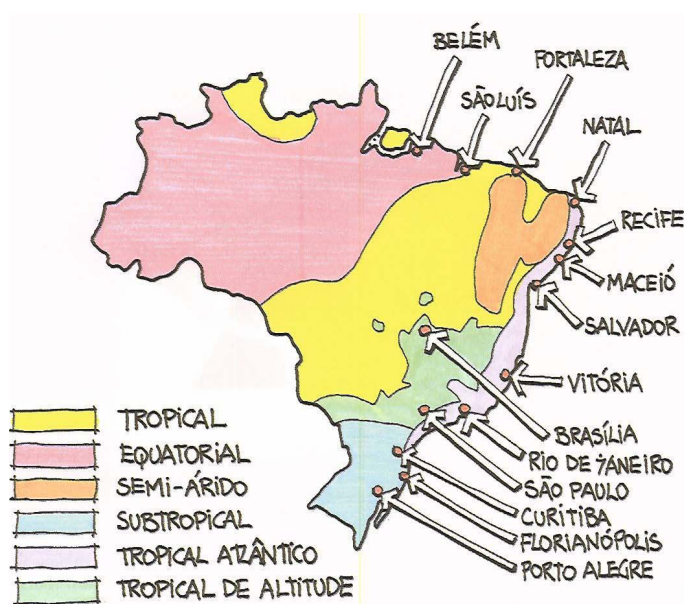 BELÉM
FORTALEZA
SÃO LUÍS
NATAL
RECIFE
MACEIÓ
SALVADOR
VITÓRIA
BRASÍLIA
RIO DE JANEIRO
SÃO PAULO
CURITIBA
FLORIANÓPOLIS
PORTO ALEGRE
TROPICAL
EQUATORIAL
SEMI-ÁRIDO
SUBTROPICAL
TROPICAL ATLÂNTICO
TROPICAL DE ALTITUDE